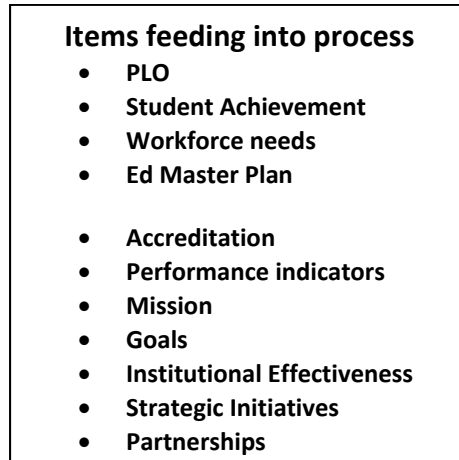 Items feeding into process
• PLO
• Student Achievement
• Workforce needs
• Ed Master Plan
• Accreditation
• Performance indicators
• Mission
• Goals
• Institutional Effectiveness
• Strategic Initiatives
• Partnerships